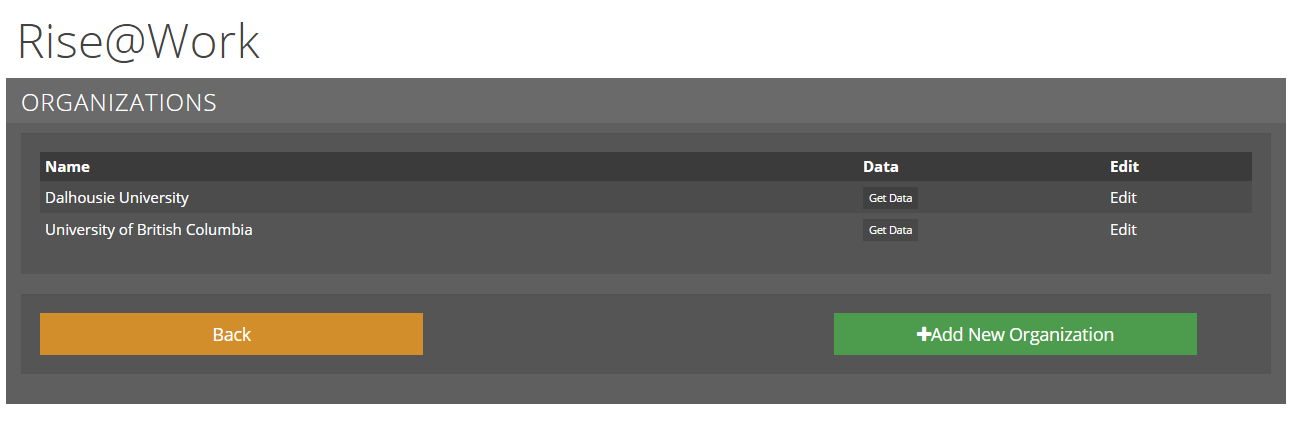 Rise@Work
ORGANIZATIONS
Name Data Edit
Dalhousie University Get Data Edit
University of British Columbia Get Data Edit
Back +Add New Organization